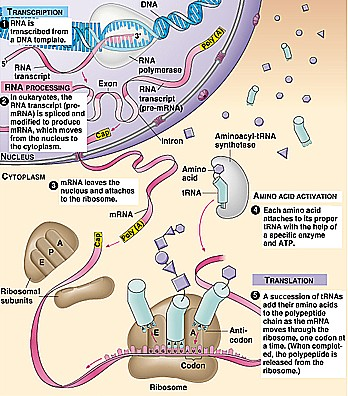 TRANSCRIPTION
1 RNA is
transcribed from
a DNA template.
DNA
3'
5'
RNA
transcript
RNA
polymerase
Poly (A)
RNA PROCESSING
2 In eukaryotes, the
RNA transcript (pre-
mRNA) is spliced and
modified to produce
mRNA, which moves
from the nucleus to
the cytoplasm.
Exon
RNA
transcript
(pre-mRNA)
Cap
Intron
NUCLEUS
Aminoacyl-tRNA
synthetase
CYTOPLASM
3 mRNA leaves the
nucleus and attaches
to the ribosome.
Amino
acid
tRNA
mRNA
AMINO ACID ACTIVATION
4 Each amino acid
attaches to its proper
tRNA with the help of
a specific enzyme
and ATP.
Cap
Poly (A)
E P A
Ribosomal
subunits
TRANSLATION
5 A succession of tRNAs
add their amino acids
to the polypeptide
chain as the mRNA
moves through the
ribosome, one codon at
a time. (When complet-
ed, the polypeptide is
released from the
ribosome.)
E A
Anti-
codon
Codon
Ribosome